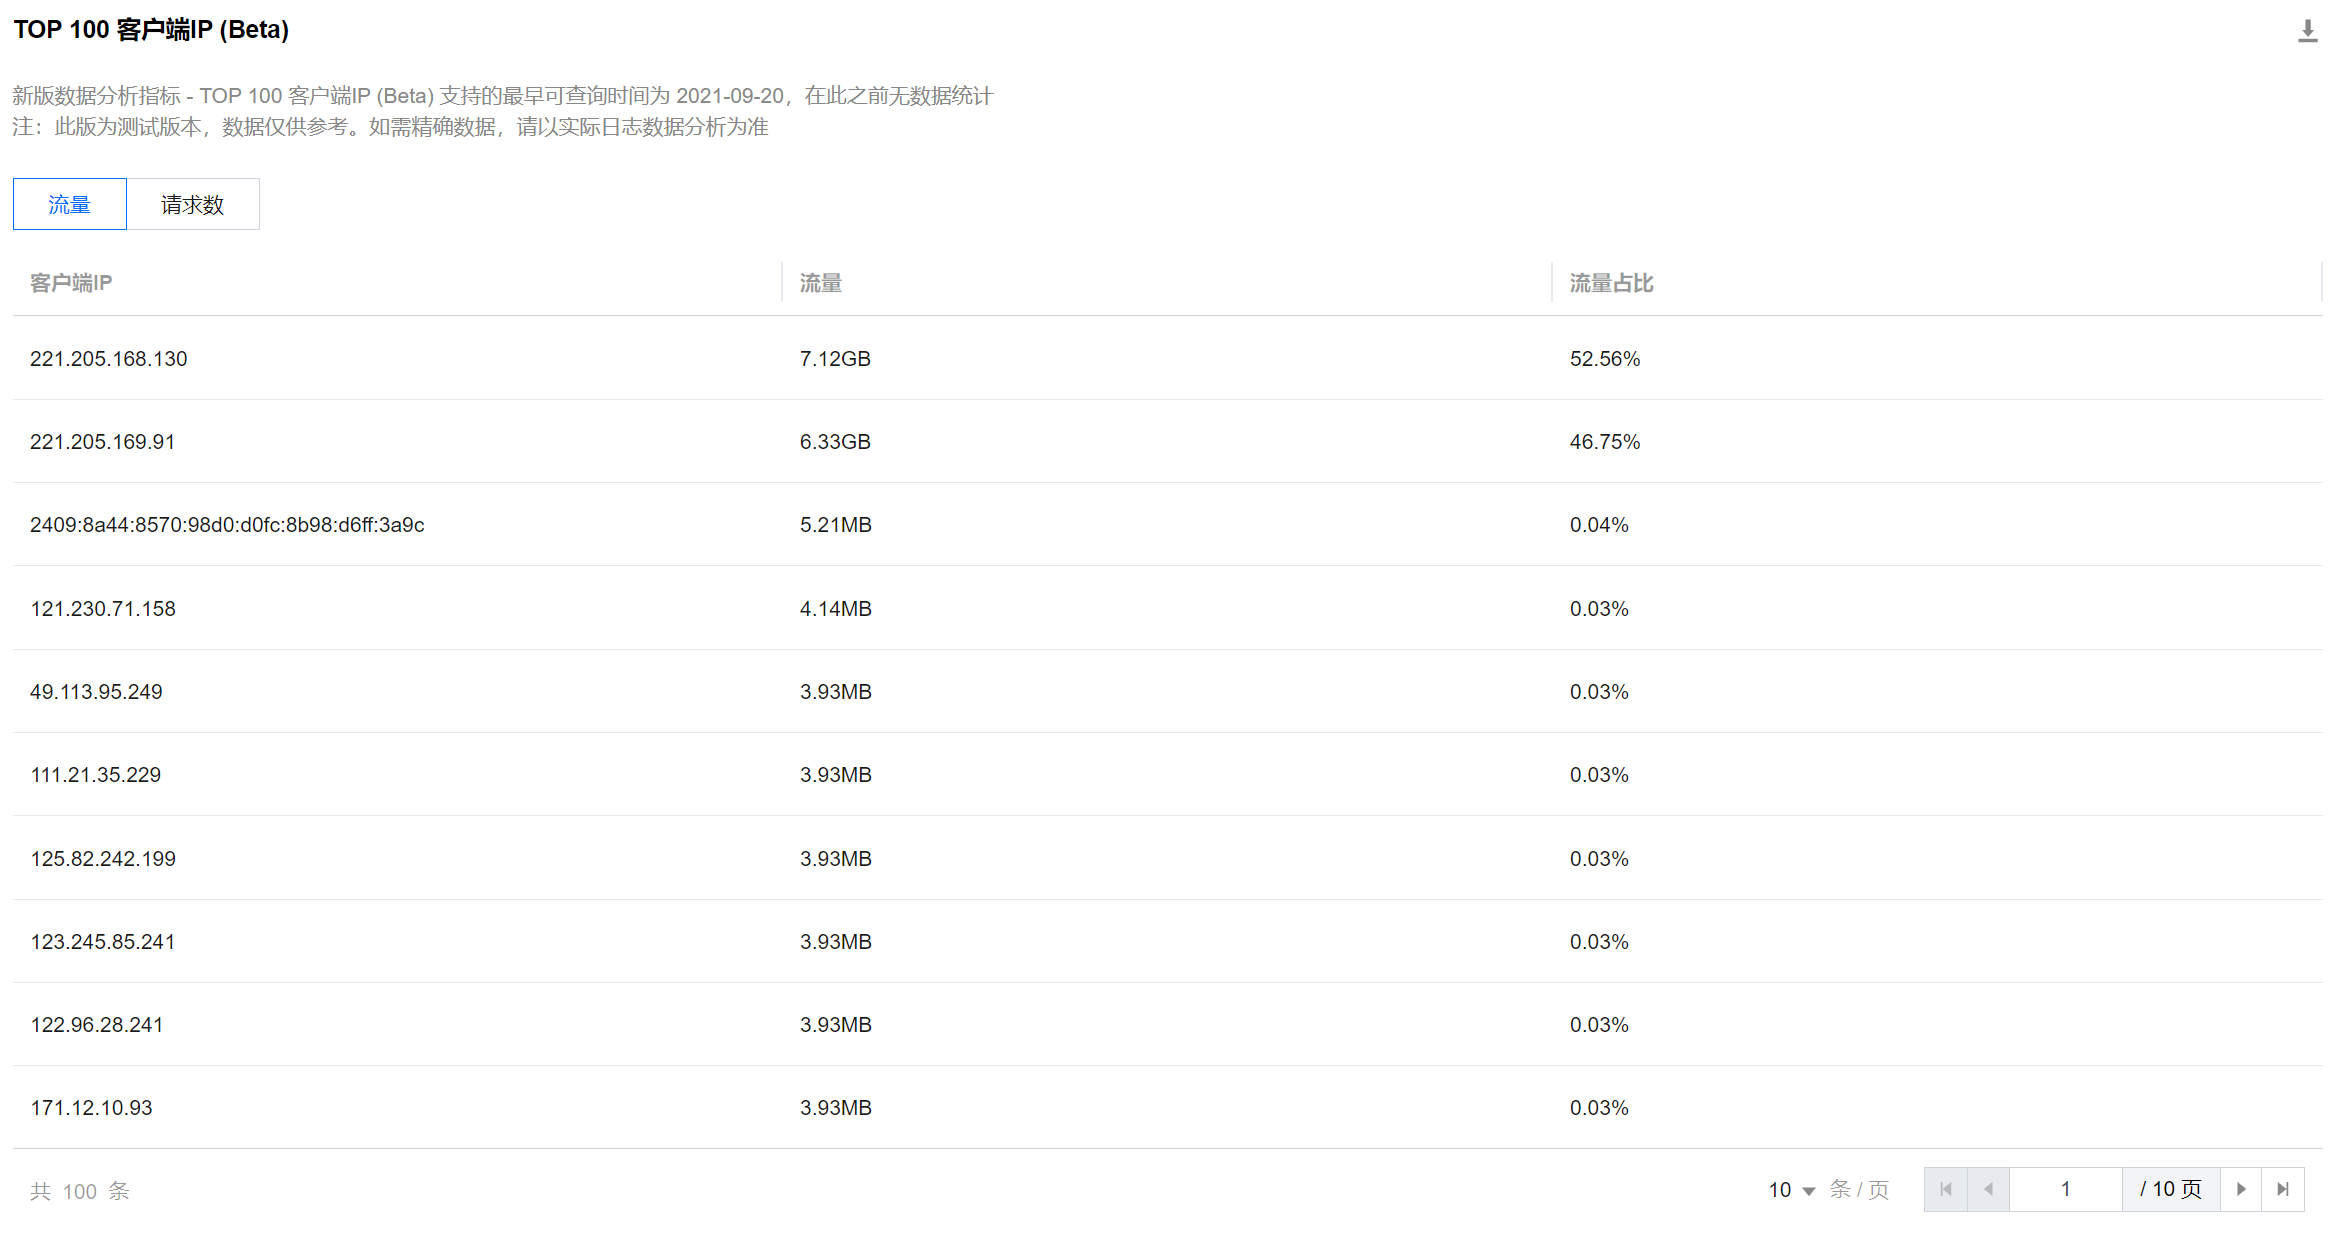 TOP 100 客户端IP (Beta)
新版数据分析指标 - TOP 100 客户端IP (Beta) 支持的最早可查询时间为 2021-09-20，在此之前无数据统计
注：此版为测试版本，数据仅供参考。如需精确数据，请以实际日志数据分析为准
流量 请求数
客户端IP 流量 流量占比
221.205.168.130 7.12GB 52.56%
221.205.169.91 6.33GB 46.75%
2409:8a44:8570:98d0:d0fc:8b98:d6ff:3a9c 5.21MB 0.04%
121.230.71.158 4.14MB 0.03%
49.113.95.249 3.93MB 0.03%
111.21.35.229 3.93MB 0.03%
125.82.242.199 3.93MB 0.03%
123.245.85.241 3.93MB 0.03%
122.96.28.241 3.93MB 0.03%
171.12.10.93 3.93MB 0.03%
共 100 条 10 条 / 页 1 / 10 页